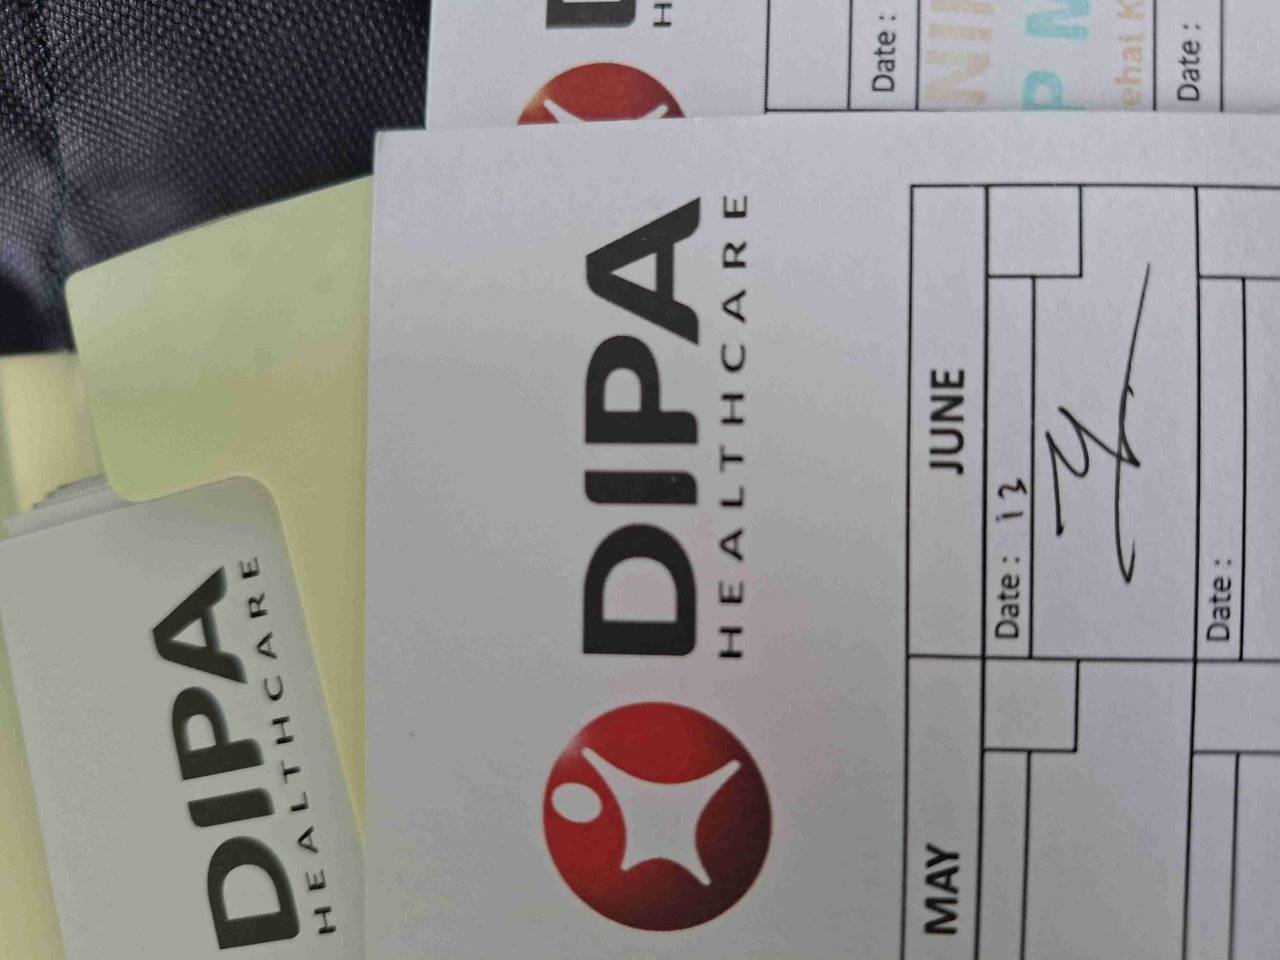 DIPA
HEALTHCARE
MAY
JUNE
Date : 13
Date :
DIPA
HEALTHCARE
Date :
Date :